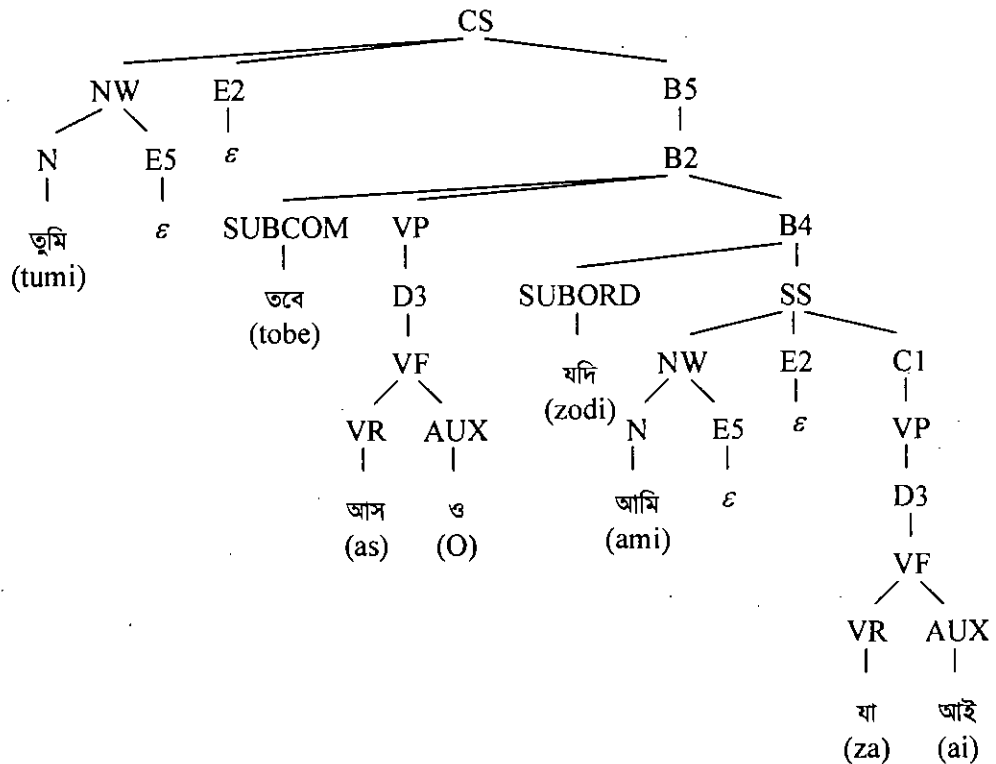 CS
NW E2 B5
N E5 ε B2
তুমি ε SUBCOM VP B4
(tumi)
তবে D3 SUBORD SS
(tobe)
VF যদি NW E2 C1
(zodi)
VR AUX N E5 ε VP
আস ও আমি ε D3
(as) (O) (ami)
VF
VR AUX
যা আই
(za) (ai)